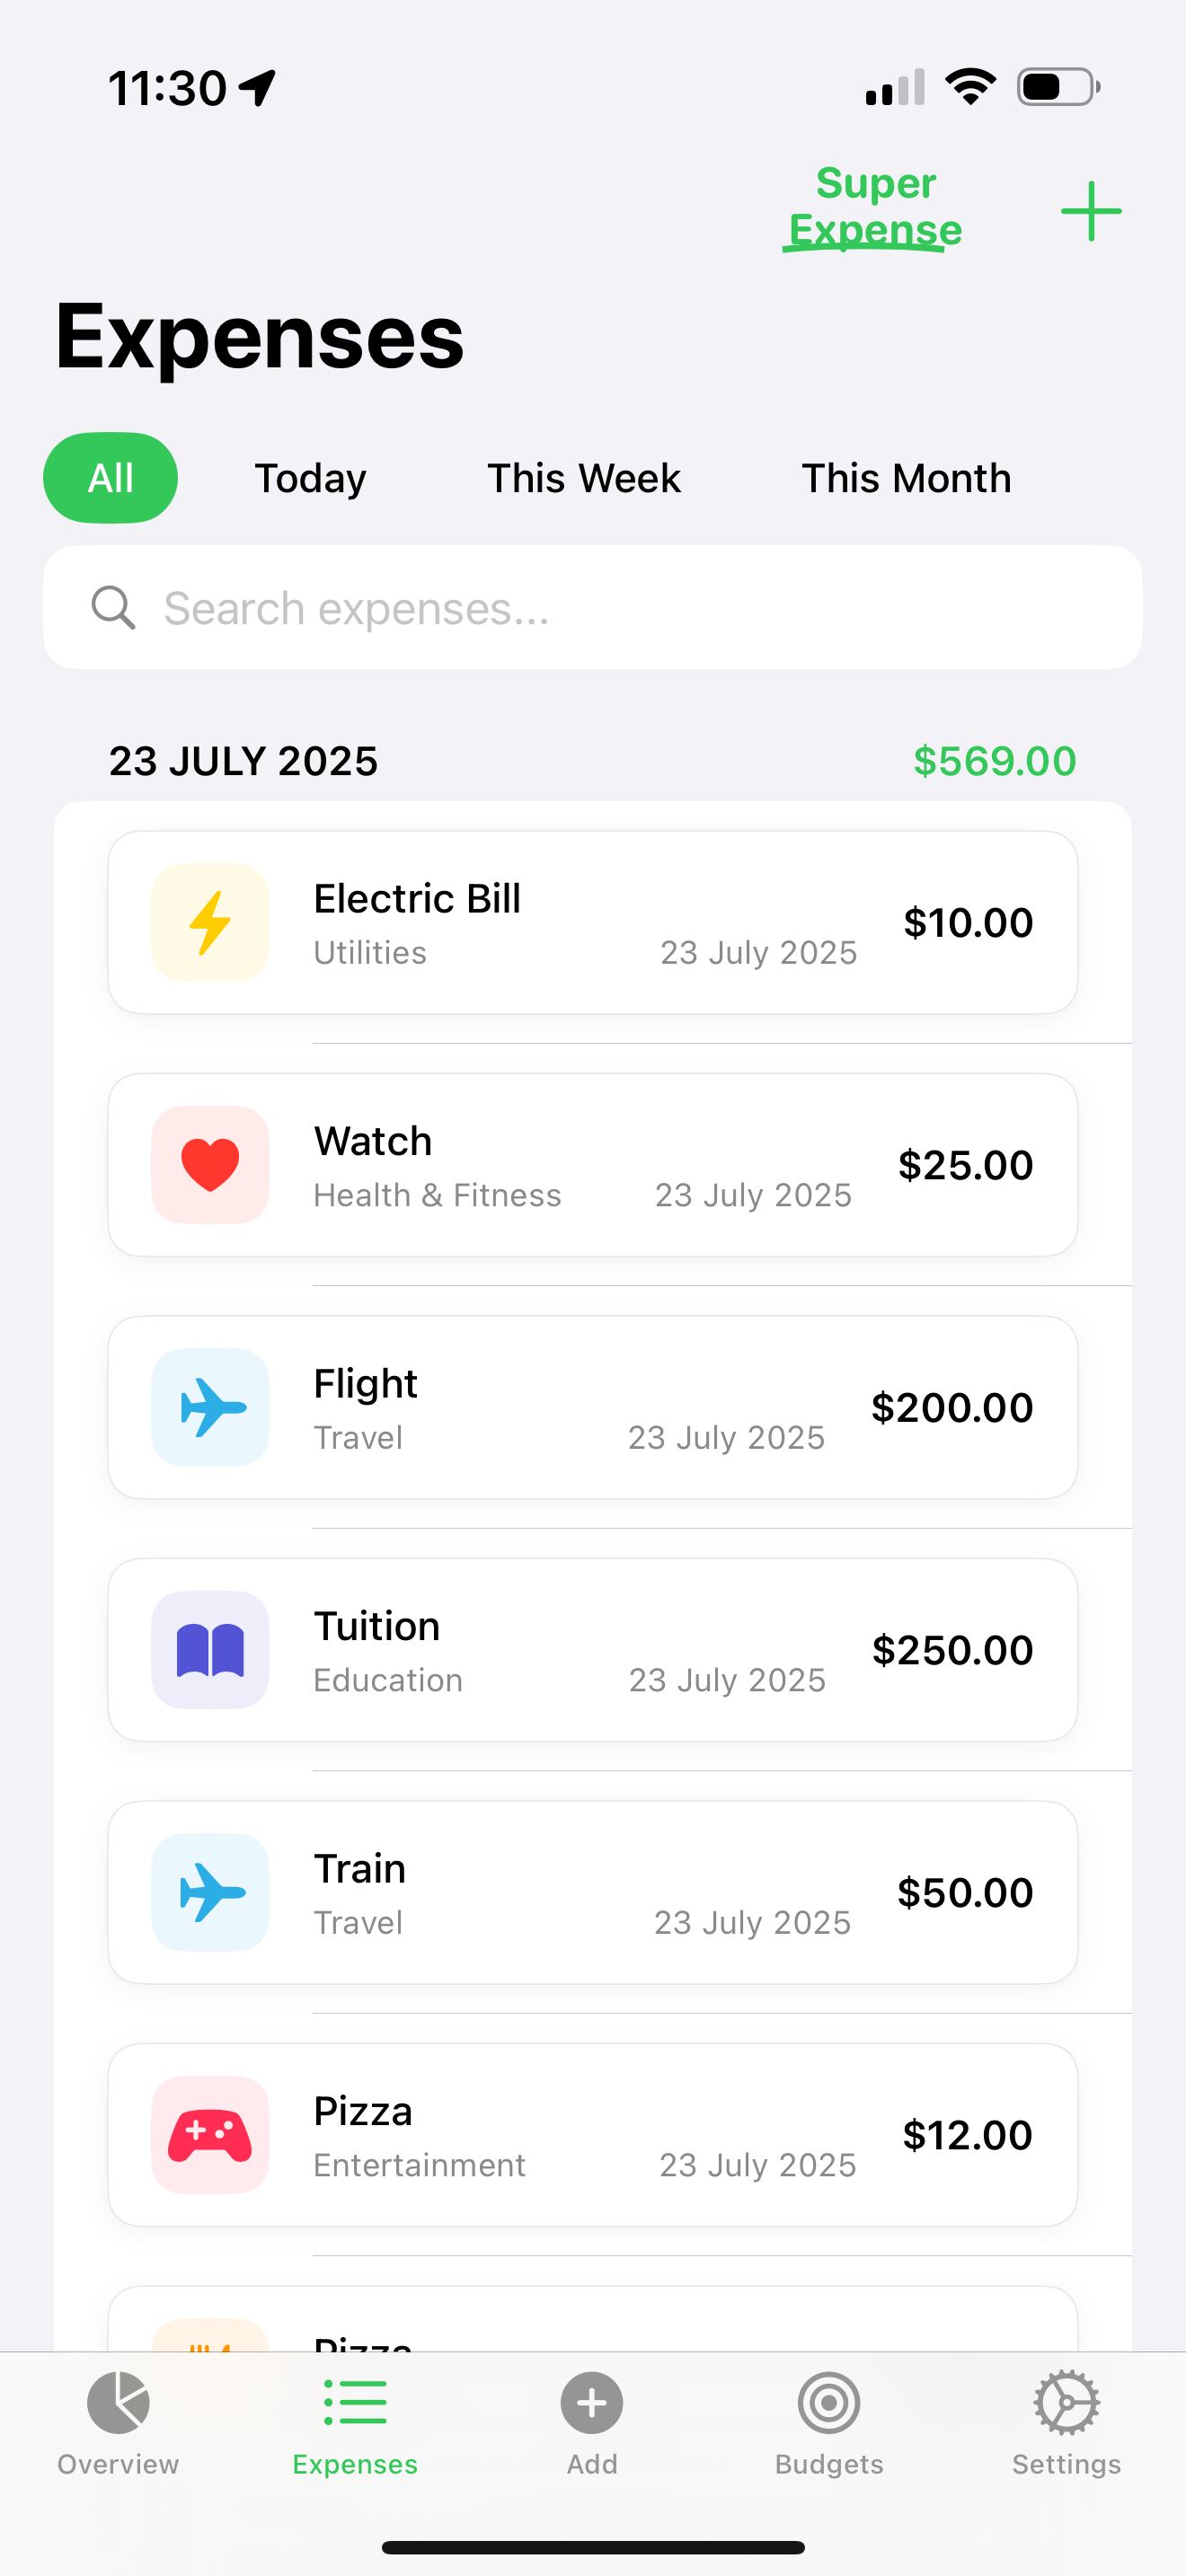 11:30
Super
Expense
Expenses
All Today This Week This Month
Search expenses...
23 JULY 2025 $569.00
Electric Bill
Utilities 23 July 2025 $10.00
Watch
Health & Fitness 23 July 2025 $25.00
Flight
Travel 23 July 2025 $200.00
Tuition
Education 23 July 2025 $250.00
Train
Travel 23 July 2025 $50.00
Pizza
Entertainment 23 July 2025 $12.00
Pizza
Overview Expenses Add Budgets Settings